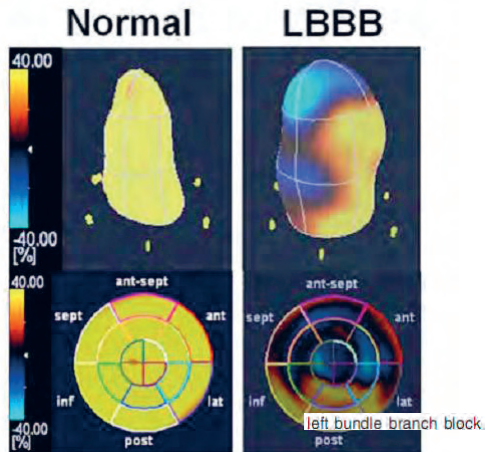 Normal LBBB
40.00
-40.00
[%]
40.00
ant-sept ant-sept
sept ant sept ant
inf lat inf lat
left bundle branch block
-40.00
post post
[%]